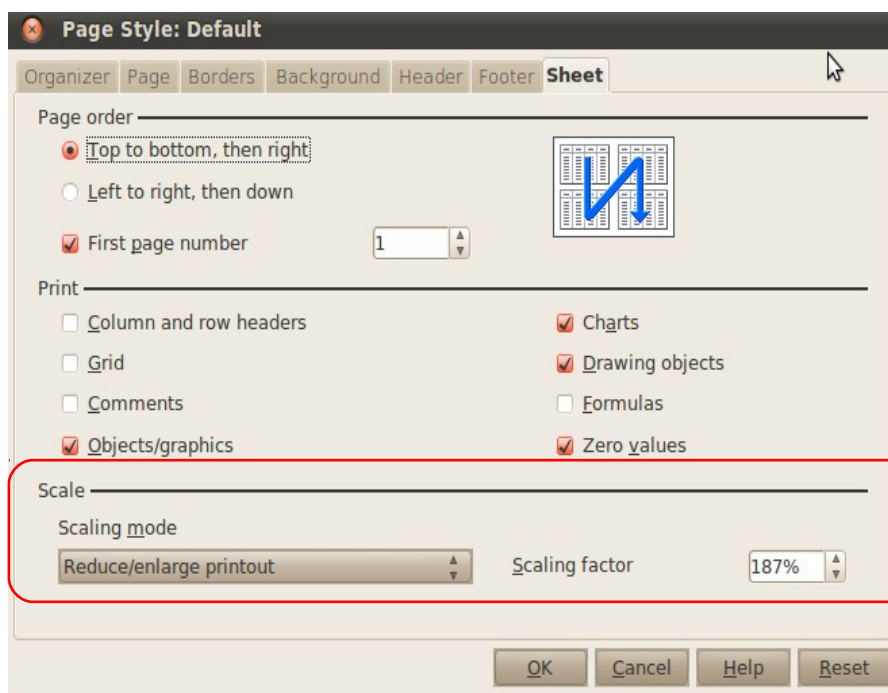 Page Style: Default
Organizer Page Borders Background Header Footer Sheet
Page order
Top to bottom, then right
Left to right, then down
First page number 1
Print
Column and row headers Charts
Grid Drawing objects
Comments Formulas
Objects/graphics Zero values
Scale
Scaling mode
Reduce/enlarge printout Scaling factor 187%
OK Cancel Help Reset